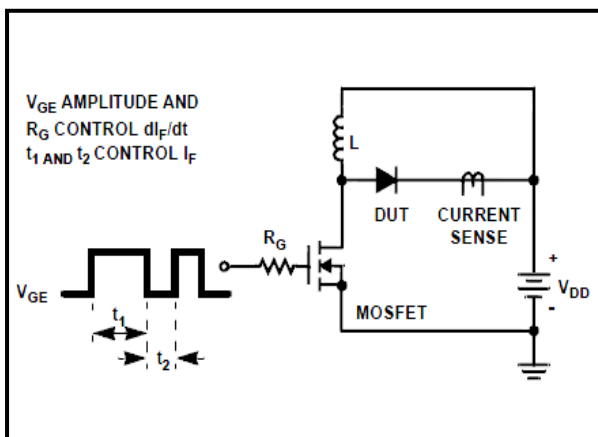 V_GE AMPLITUDE AND
R_G CONTROL dI_F/dt
t_1 AND t_2 CONTROL I_F
L
DUT
CURRENT
SENSE
R_G
+
V_DD
-
V_GE
t_1
t_2
MOSFET